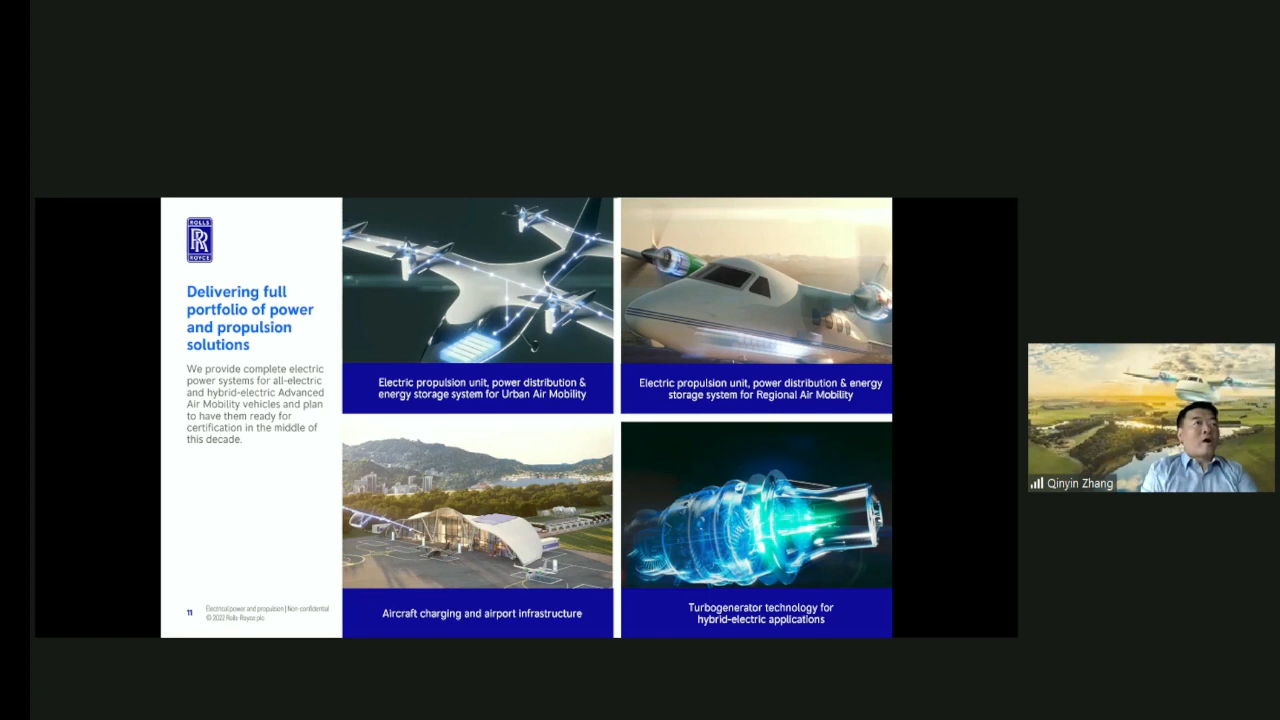 ROLLS
RR
ROYCE
Delivering full
portfolio of power
and propulsion
solutions
We provide complete electric
power systems for all-electric
and hybrid-electric Advanced
Air Mobility vehicles and plan
to have them ready for
certification in the middle of
this decade.
Electric propulsion unit, power distribution &
energy storage system for Urban Air Mobility
Electric propulsion unit, power distribution & energy
storage system for Regional Air Mobility
Aircraft charging and airport infrastructure
Turbogenerator technology for
hybrid-electric applications
11
Electrical power and propulsion | Non-confidential
© 2022 Rolls-Royce plc
Qinyin Zhang